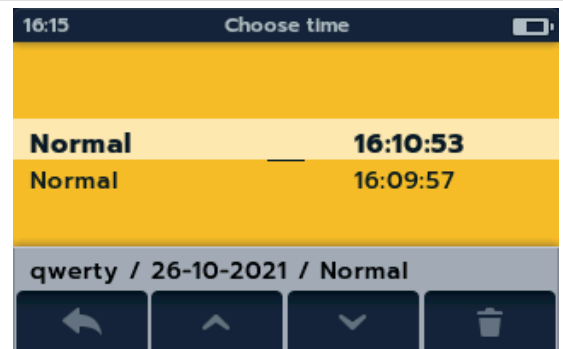 16:15 Choose time
Normal 16:10:53
Normal 16:09:57
qwerty / 26-10-2021 / Normal